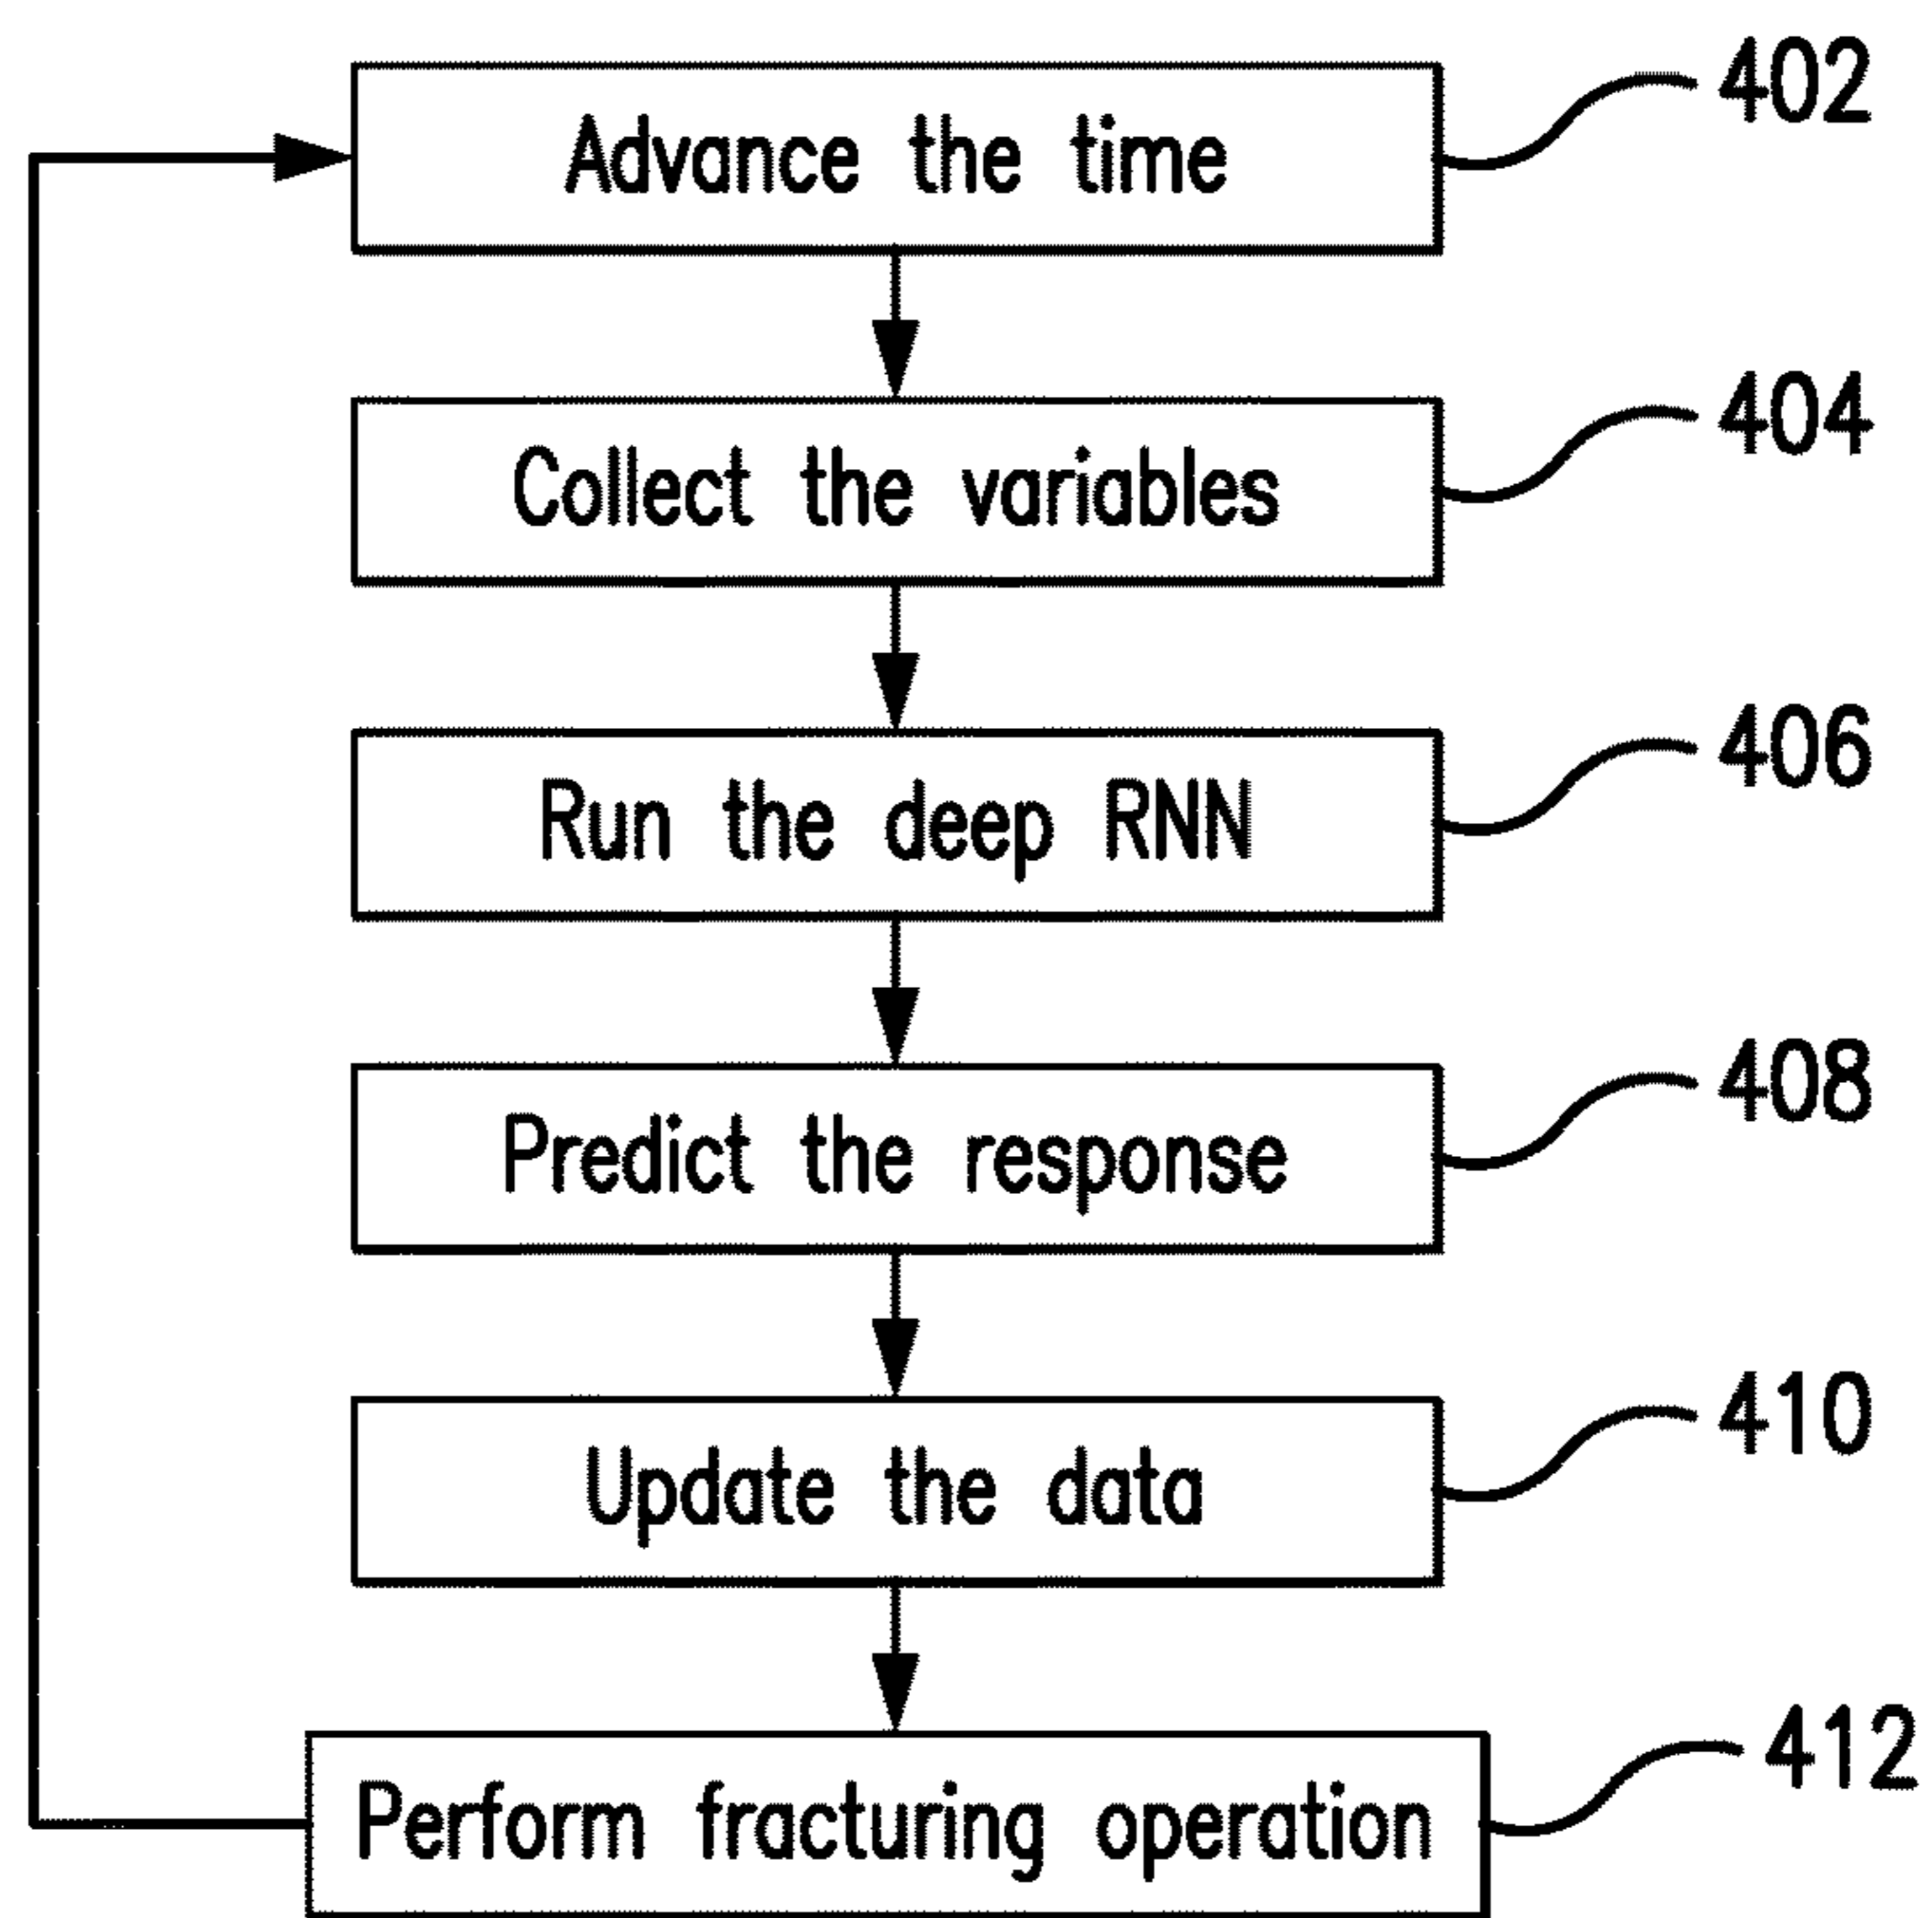 Advance the time 402
Collect the variables 404
Run the deep RNN 406
Predict the response 408
Update the data 410
Perform fracturing operation 412